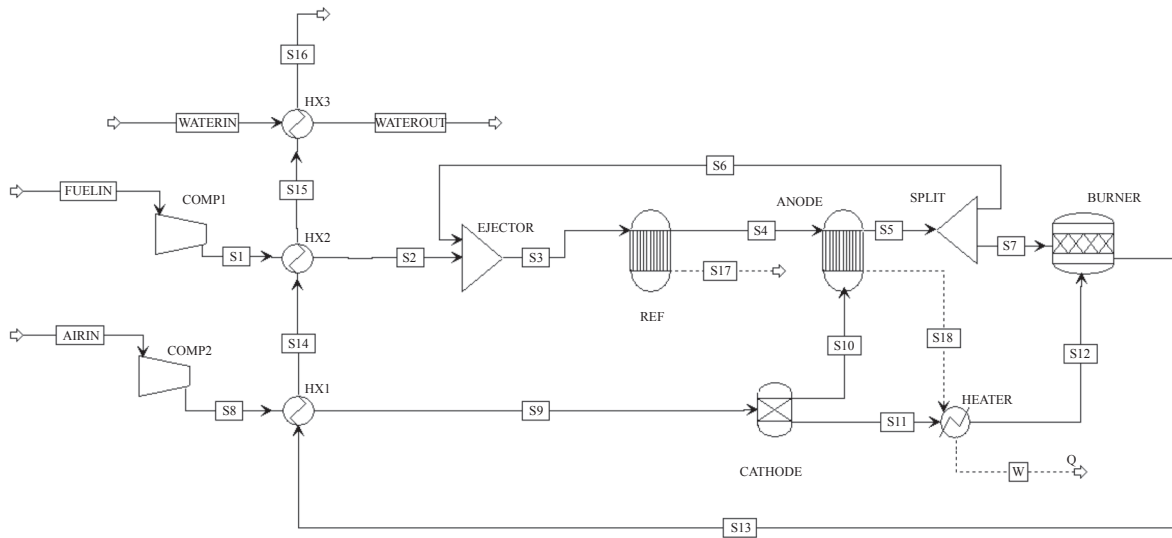 S16
HX3
WATERIN
WATEROUT
S6
FUELIN
COMP1
S15
ANODE
SPLIT
BURNER
S1
HX2
S2
EJECTOR
S3
S4
S5
S7
S17
REF
AIRIN
COMP2
S14
S10
S18
S12
S8
HX1
S9
S11
HEATER
CATHODE
W
Q
S13